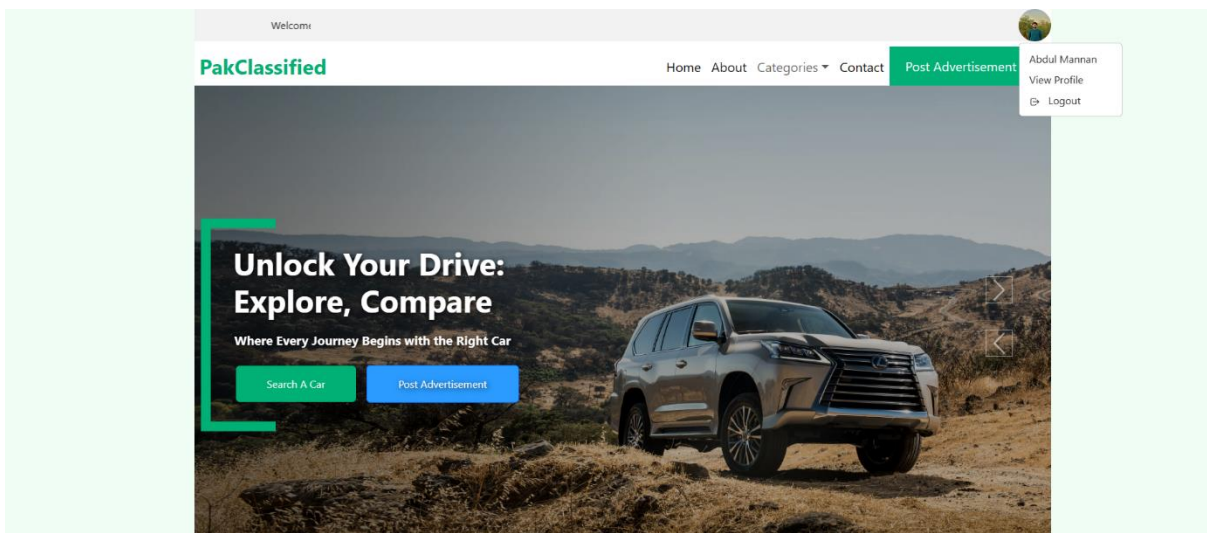 Welcome
PakClassified
Home About Categories Contact Post Advertisement
Abdul Mannan
View Profile
Logout
Unlock Your Drive:
Explore, Compare
Where Every Journey Begins with the Right Car
Search A Car Post Advertisement